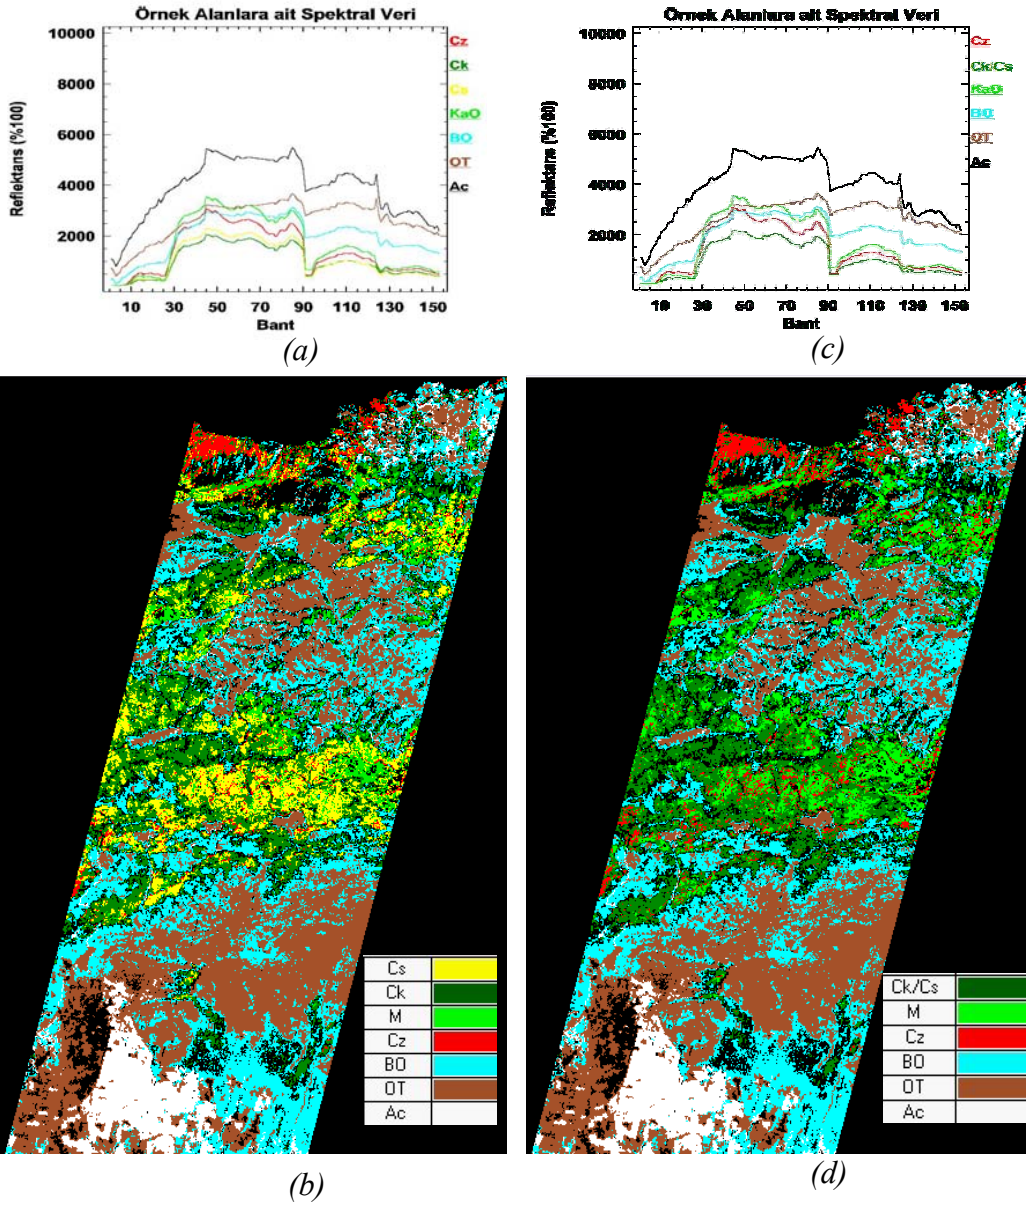 Örnek Alanlara ait Spektral Veri
10000
8000
6000
4000
2000
Reflektans (%100)
10 30 50 70 90 110 130 150
Bant
Cz
Ck
Cs
KaO
BO
OT
Ac
(a)
Örnek Alanlara ait Spektral Veri
10000
8000
6000
4000
2000
Reflektans (%100)
10 30 50 70 90 110 130 150
Bant
Cz
Ck/Cs
KaO
BO
OT
Ac
(c)
Cs
Ck
M
Cz
BO
OT
Ac
(b)
Ck/Cs
M
Cz
BO
OT
Ac
(d)